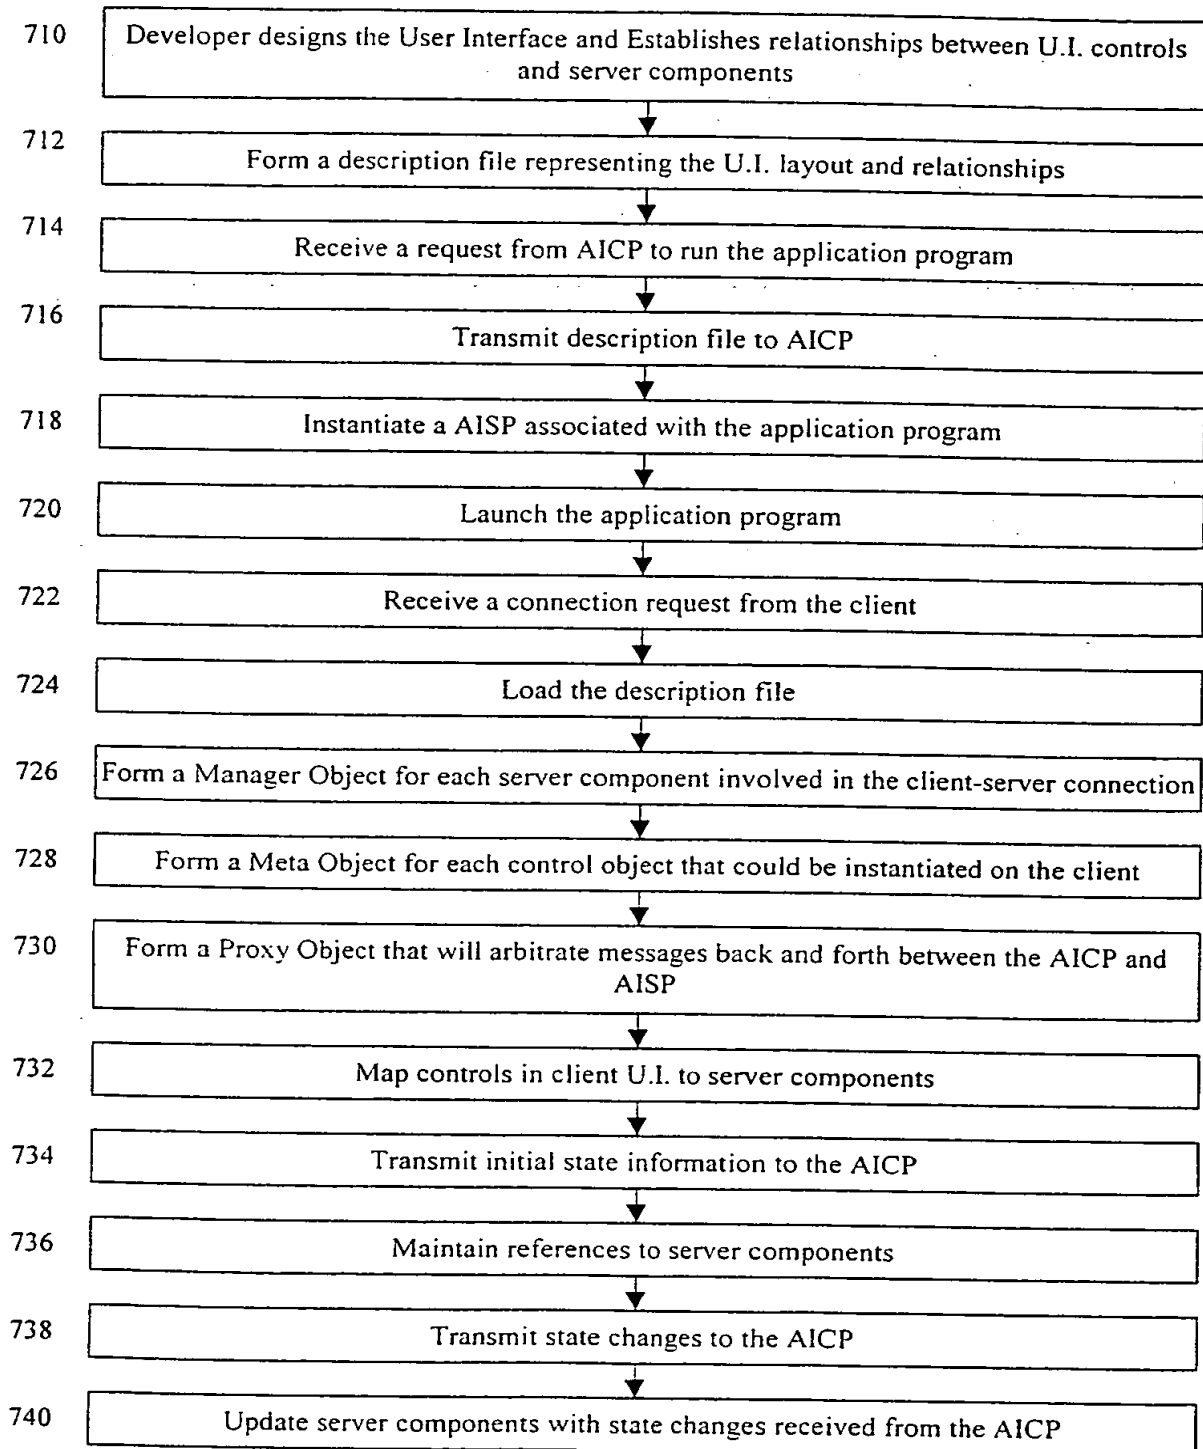 710
Developer designs the User Interface and Establishes relationships between U.I. controls
and server components
712
Form a description file representing the U.I. layout and relationships
714
Receive a request from AICP to run the application program
716
Transmit description file to AICP
718
Instantiate a AISP associated with the application program
720
Launch the application program
722
Receive a connection request from the client
724
Load the description file
726
Form a Manager Object for each server component involved in the client-server connection
728
Form a Meta Object for each control object that could be instantiated on the client
730
Form a Proxy Object that will arbitrate messages back and forth between the AICP and
AISP
732
Map controls in client U.I. to server components
734
Transmit initial state information to the AICP
736
Maintain references to server components
738
Transmit state changes to the AICP
740
Update server components with state changes received from the AICP